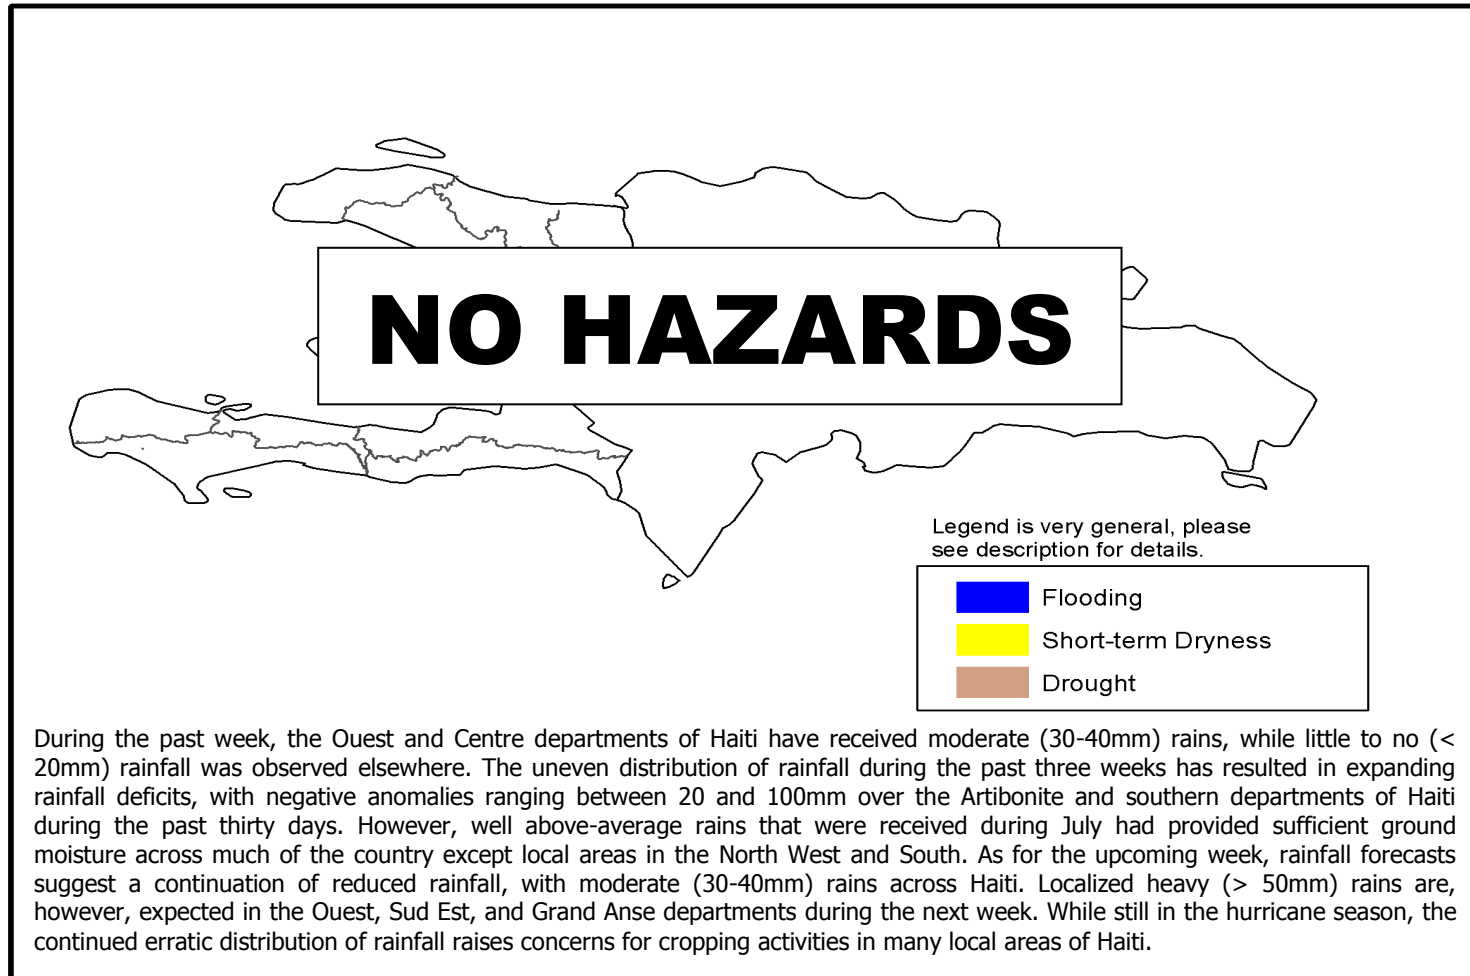 NO HAZARDS
Legend is very general, please
see description for details.
Flooding
Short-term Dryness
Drought
During the past week, the Ouest and Centre departments of Haiti have received moderate (30-40mm) rains, while little to no (<
20mm) rainfall was observed elsewhere. The uneven distribution of rainfall during the past three weeks has resulted in expanding
rainfall deficits, with negative anomalies ranging between 20 and 100mm over the Artibonite and southern departments of Haiti
during the past thirty days. However, well above-average rains that were received during July had provided sufficient ground
moisture across much of the country except local areas in the North West and South. As for the upcoming week, rainfall forecasts
suggest a continuation of reduced rainfall, with moderate (30-40mm) rains across Haiti. Localized heavy (> 50mm) rains are,
however, expected in the Ouest, Sud Est, and Grand Anse departments during the next week. While still in the hurricane season, the
continued erratic distribution of rainfall raises concerns for cropping activities in many local areas of Haiti.